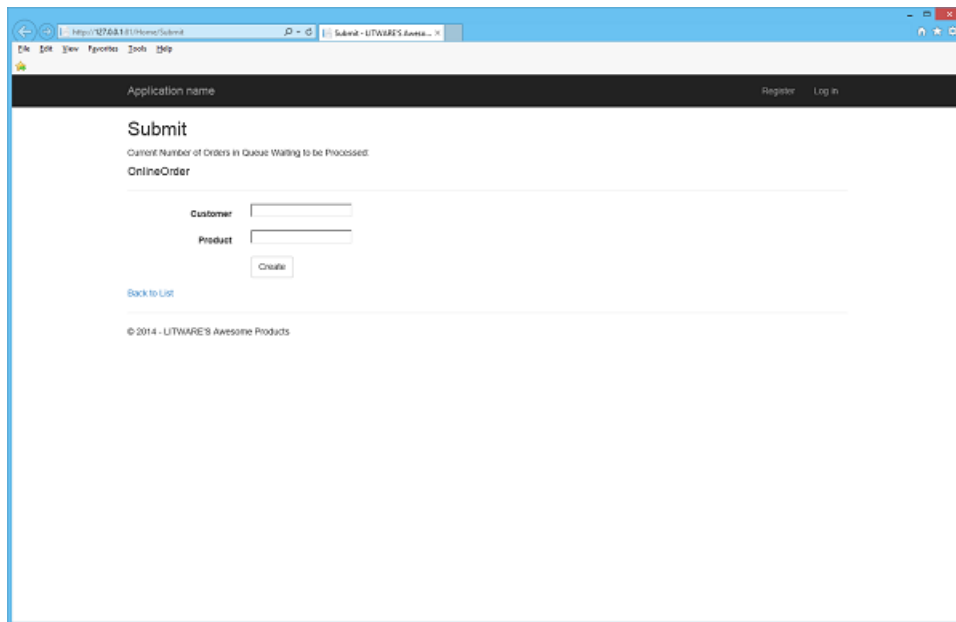 http://127.0.0.1:81/Home/Submit
Submit - LITWARE'S Aweso... ×
File Edit View Favorites Tools Help
Application name
Register Log in
Submit
Current Number of Orders in Queue Waiting to be Processed:
OnlineOrder
Customer
Product
Create
Back to List
© 2014 - LITWARE'S Awesome Products